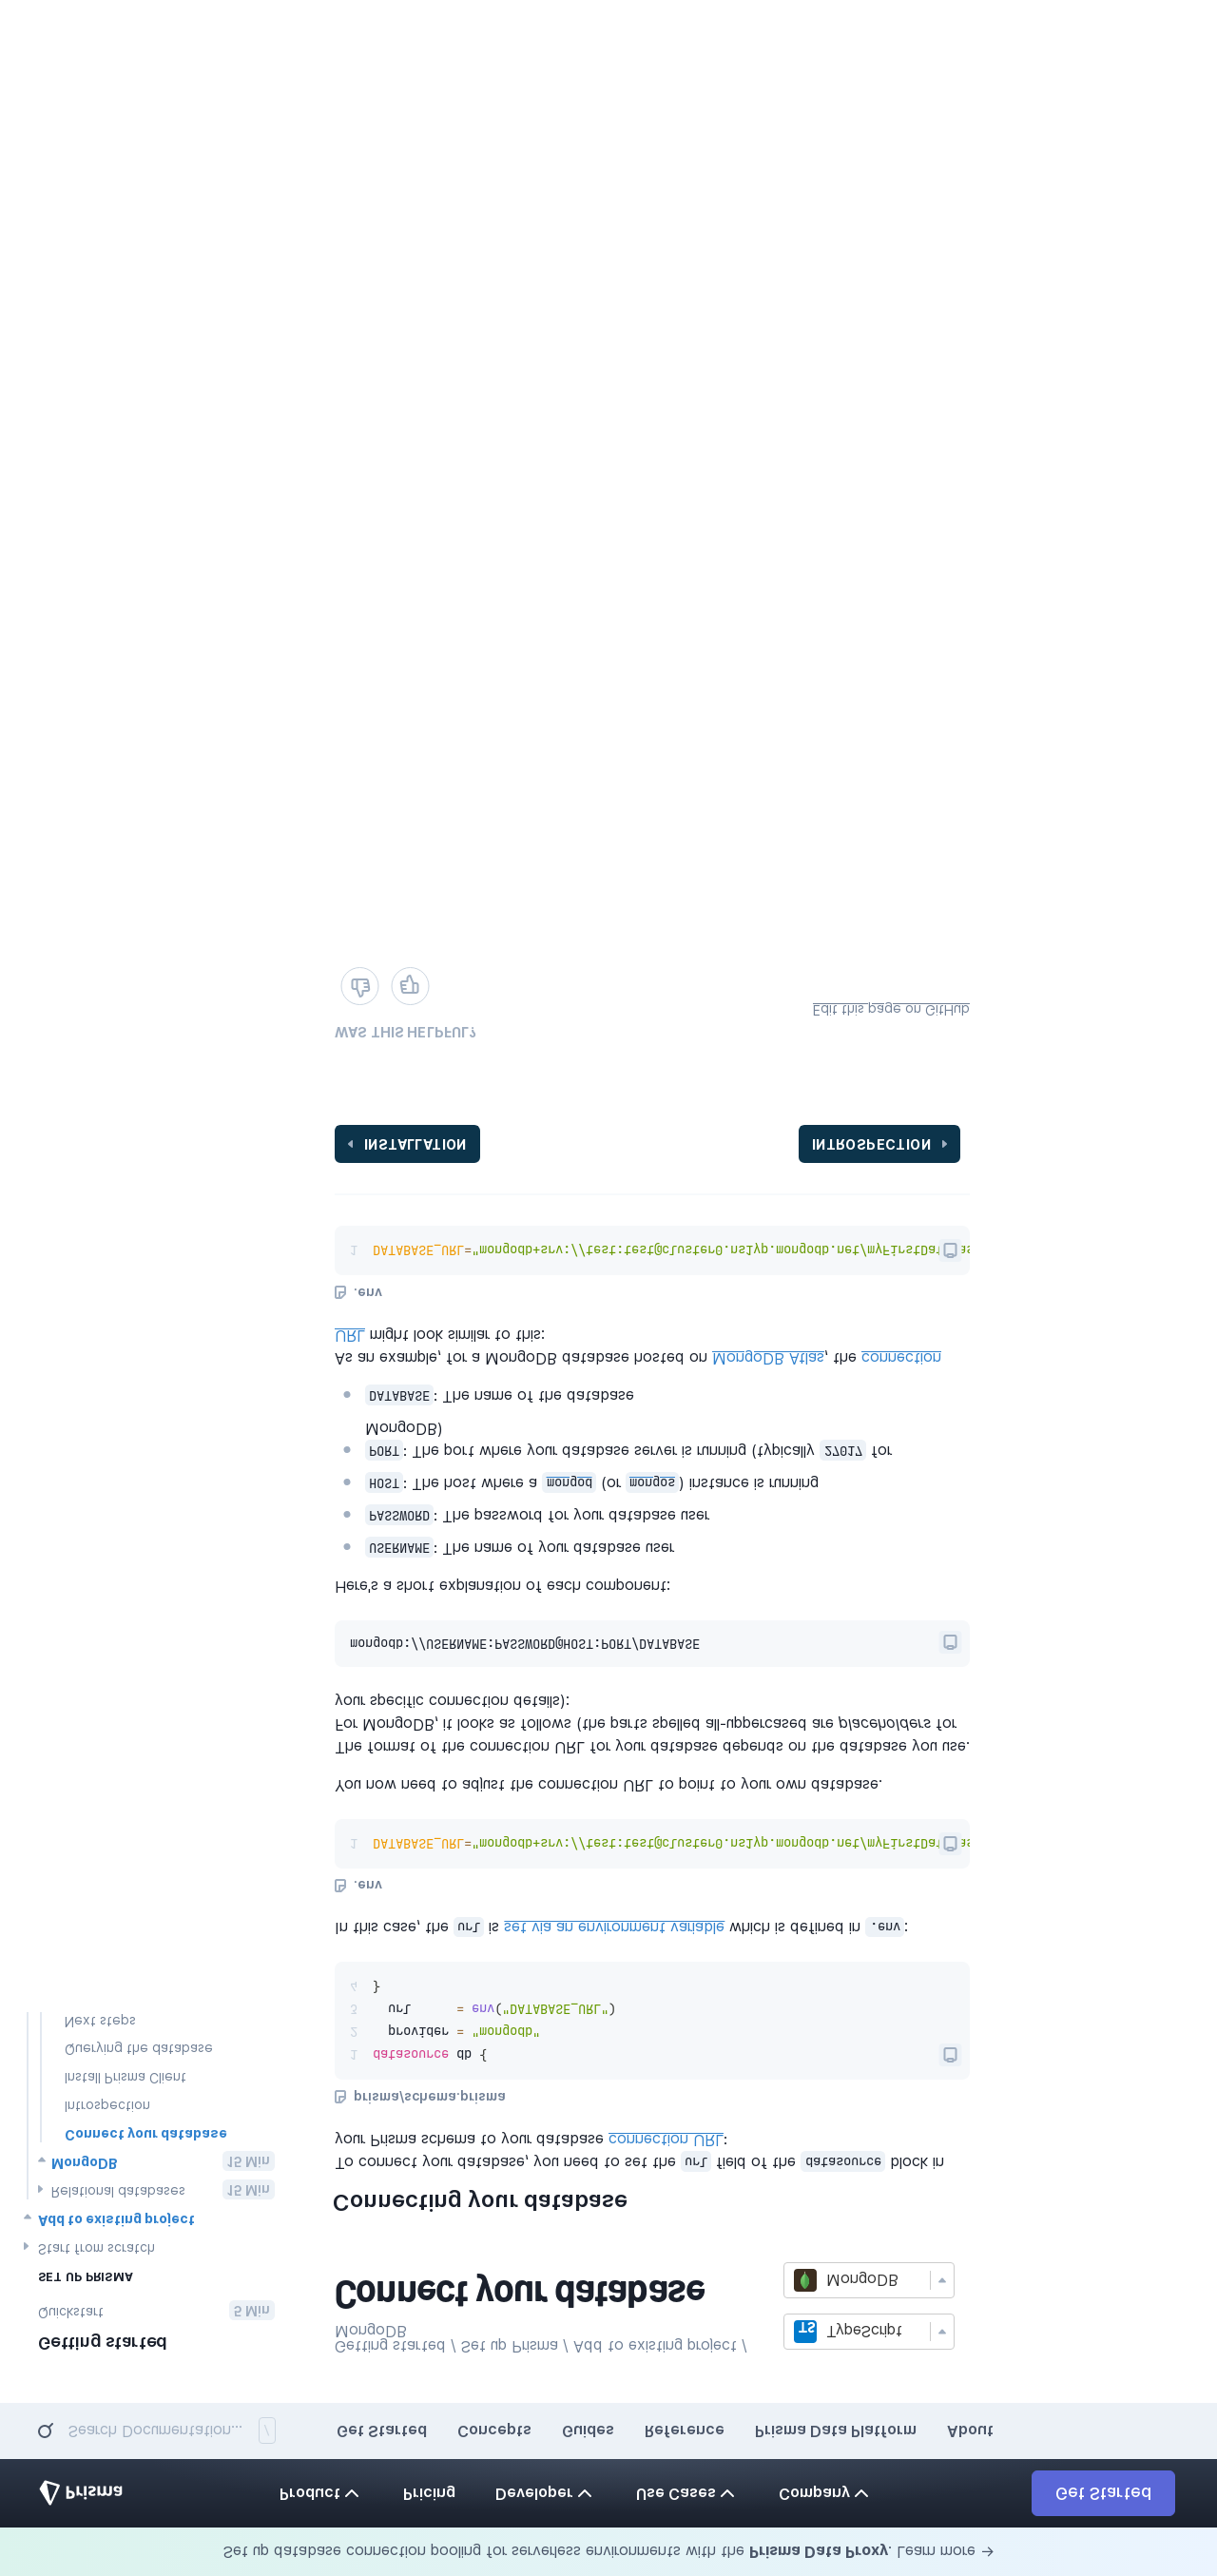 Set up database connection pooling for serverless environments with the Prisma Data Proxy. Learn more →
Prisma
Product
Pricing
Developer
Use Cases
Company
Get Started
Search Documentation...
/
Get Started
Concepts
Guides
Reference
Prisma Data Platform
About
Getting started
Quickstart
5 Min
SET UP PRISMA
Start from scratch
Add to existing project
Relational databases
15 Min
MongoDB
15 Min
Connect your database
Introspection
Install Prisma Client
Querying the database
Next steps
Getting started / Set up Prisma / Add to existing project /
MongoDB
Connect your database
TS TypeScript
MongoDB
Connecting your database
To connect your database, you need to set the url field of the datasource block in
your Prisma schema to your database connection URL:
prisma/schema.prisma
1 datasource db {
2   provider = "mongodb"
3   url      = env("DATABASE_URL")
4 }
In this case, the url is set via an environment variable which is defined in .env:
.env
1 DATABASE_URL="mongodb+srv://test:test@cluster0.ns1yp.mongodb.net/myFirstDa
You now need to adjust the connection URL to point to your own database.
The format of the connection URL for your database depends on the database you use.
For MongoDB, it looks as follows (the parts spelled all-uppercased are placeholders for
your specific connection details):
mongodb://USERNAME:PASSWORD@HOST:PORT/DATABASE
Here's a short explanation of each component:
USERNAME: The name of your database user
PASSWORD: The password for your database user
HOST: The host where a mongod (or mongos) instance is running
PORT: The port where your database server is running (typically 27017 for
MongoDB)
DATABASE: The name of the database
As an example, for a MongoDB database hosted on MongoDB Atlas, the connection
URL might look similar to this:
.env
1 DATABASE_URL="mongodb+srv://test:test@cluster0.ns1yp.mongodb.net/myFirstDa
INSTALLATION
INTROSPECTION
WAS THIS HELPFUL?
Edit this page on GitHub